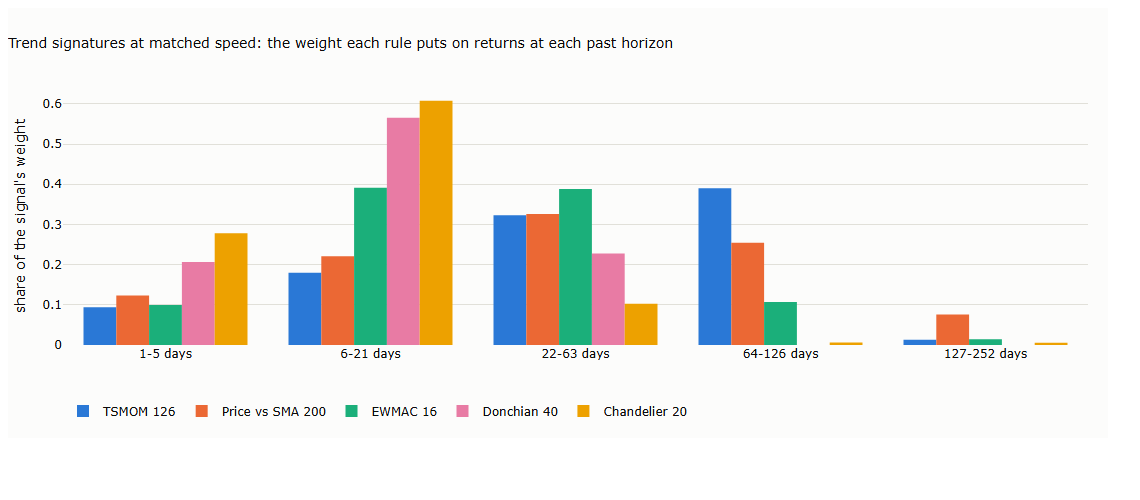 Trend signatures at matched speed: the weight each rule puts on returns at each past horizon
share of the signal's weight
0.6
0.5
0.4
0.3
0.2
0.1
0
1-5 days 6-21 days 22-63 days 64-126 days 127-252 days
TSMOM 126 Price vs SMA 200 EWMAC 16 Donchian 40 Chandelier 20